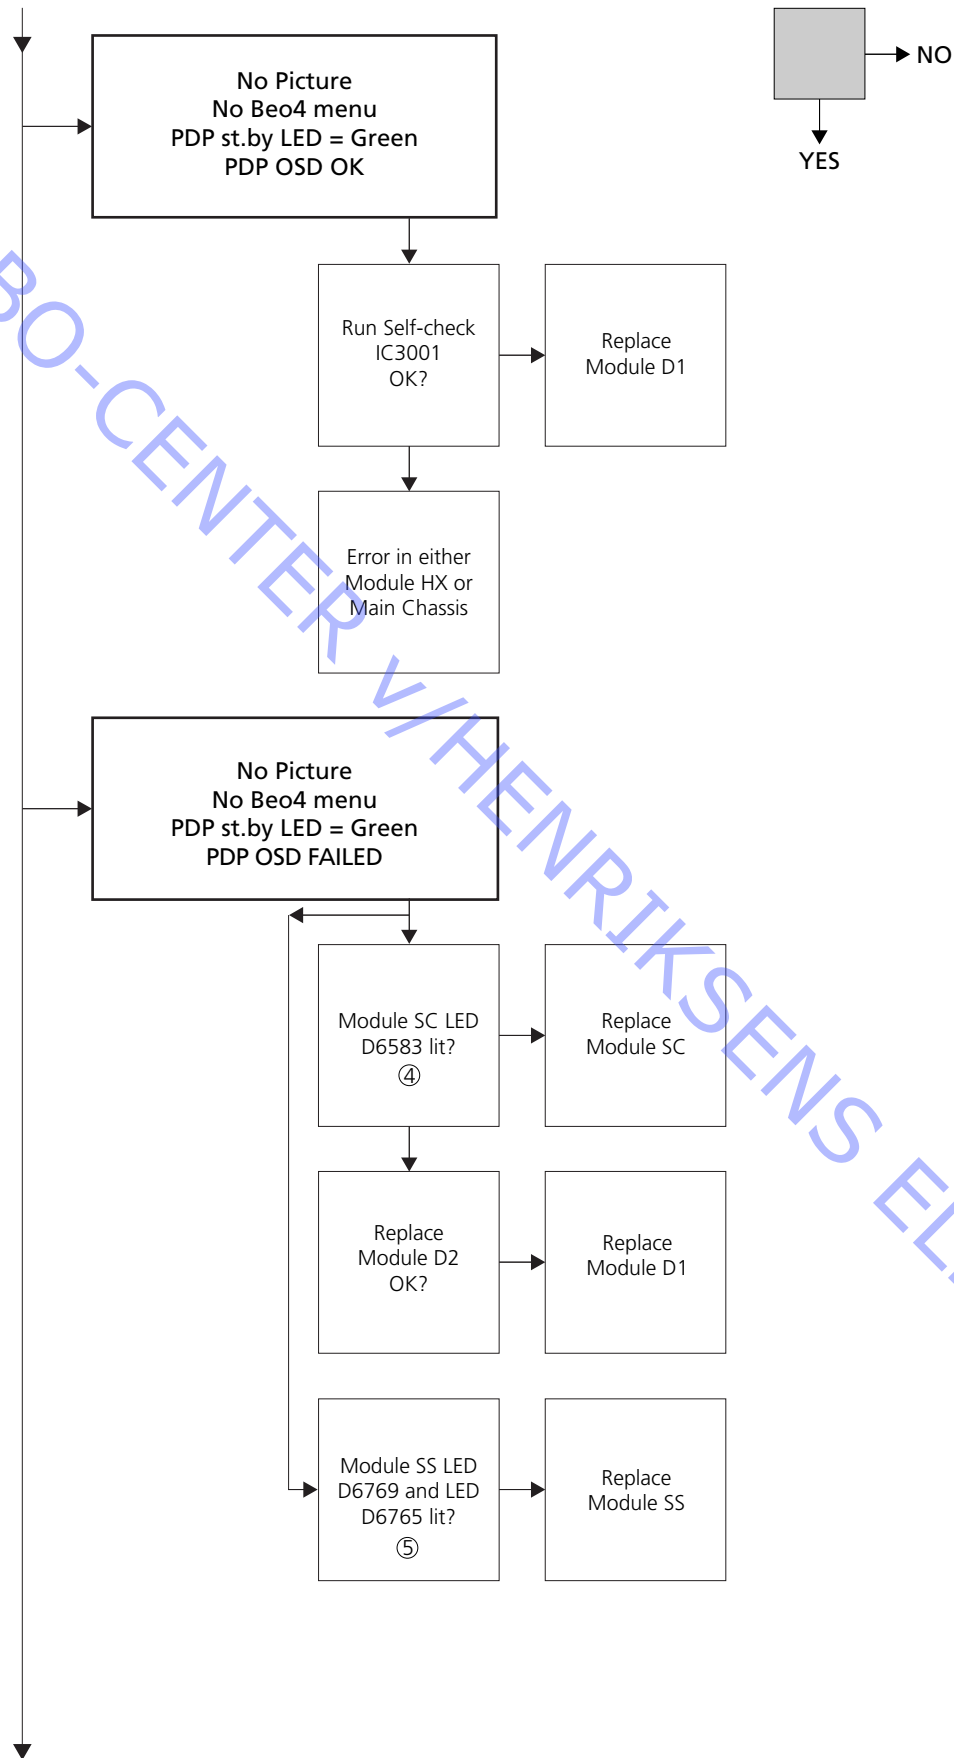 No Picture
No Beo4 menu
PDP st.by LED = Green
PDP OSD OK
NO
YES
Run Self-check
IC3001
OK?
Replace
Module D1
Error in either
Module HX or
Main Chassis
No Picture
No Beo4 menu
PDP st.by LED = Green
PDP OSD FAILED
Module SC LED
D6583 lit?
④
Replace
Module SC
Replace
Module D2
OK?
Replace
Module D1
Module SS LED
D6769 and LED
D6765 lit?
⑤
Replace
Module SS
BO-CENTER v/HENRIKSENS EL